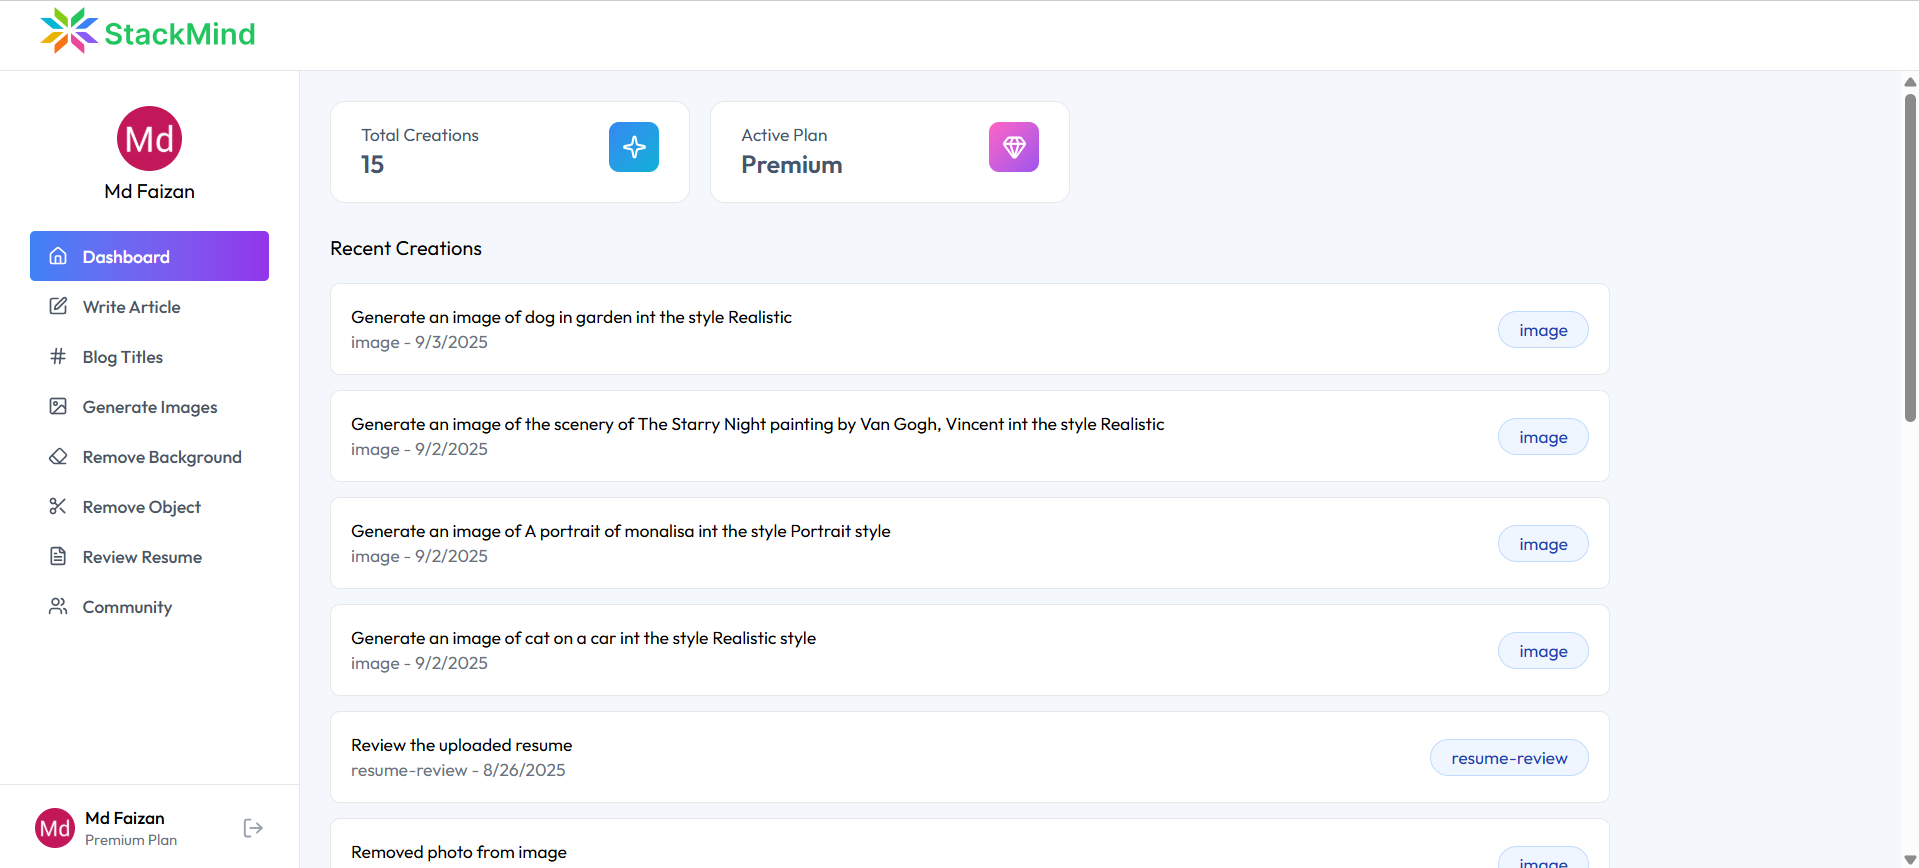 StackMind
Md
Md Faizan
Dashboard
Write Article
Blog Titles
Generate Images
Remove Background
Remove Object
Review Resume
Community
Md
Md Faizan
Premium Plan
Total Creations
15
Active Plan
Premium
Recent Creations
Generate an image of dog in garden int the style Realistic
image - 9/3/2025
image
Generate an image of the scenery of The Starry Night painting by Van Gogh, Vincent int the style Realistic
image - 9/2/2025
image
Generate an image of A portrait of monalisa int the style Portrait style
image - 9/2/2025
image
Generate an image of cat on a car int the style Realistic style
image - 9/2/2025
image
Review the uploaded resume
resume-review - 8/26/2025
resume-review
Removed photo from image
image